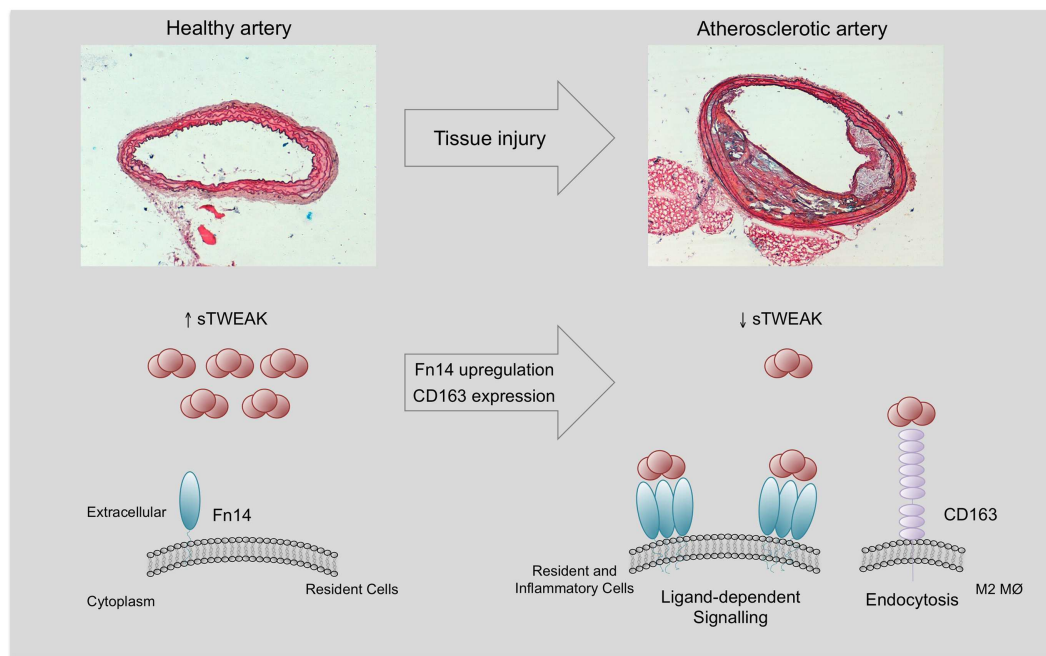 Healthy artery
Atherosclerotic artery
Tissue injury
↑ sTWEAK
↓ sTWEAK
Fn14 upregulation
CD163 expression
Extracellular
Fn14
CD163
Cytoplasm
Resident Cells
Resident and
Inflammatory Cells
Ligand-dependent
Signalling
Endocytosis
M2 MØ